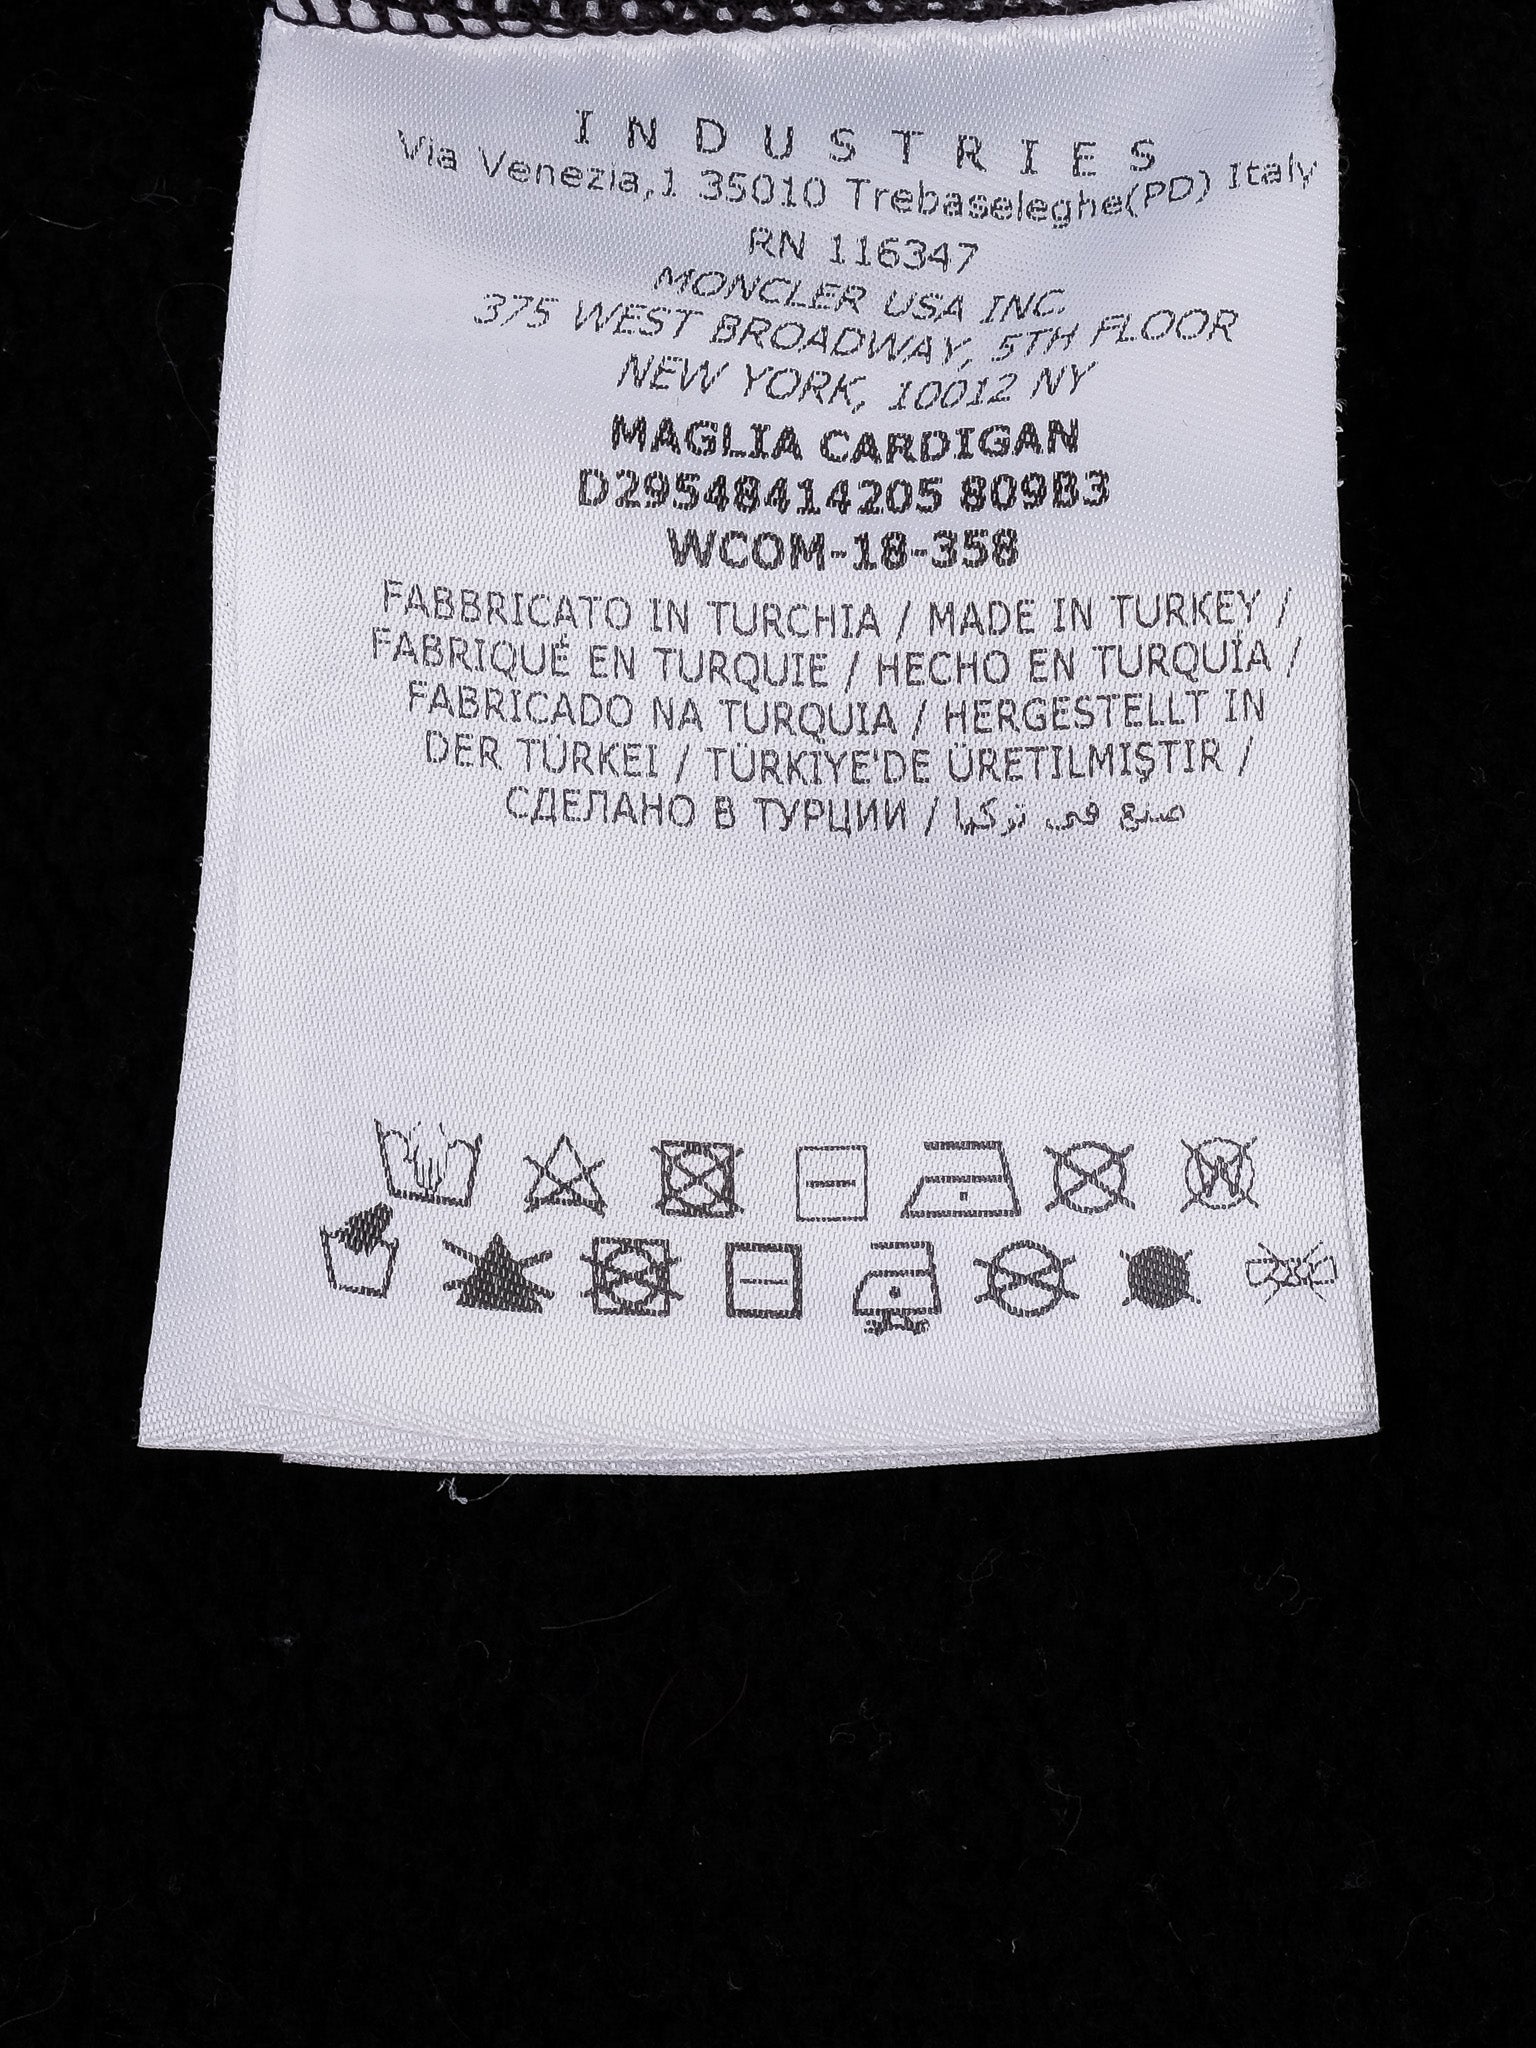 INDUSTRIES
Via Venezia,1 35010 Trebaseleghe(PD) Italy
RN 116347
MONCLER USA INC.
375 WEST BROADWAY, 5TH FLOOR
NEW YORK, 10012 NY
MAGLIA CARDIGAN
D29548414205 809B3
WCOM-18-358
FABBRICATO IN TURCHIA / MADE IN TURKEY /
FABRIQUÉ EN TURQUIE / HECHO EN TURQUÍA /
FABRICADO NA TURQUIA / HERGESTELLT IN
DER TÜRKEI / TÜRKİYE'DE ÜRETILMIŞTIR /
СДЕЛАНО В ТУРЦИИ / صنع في تركيا
W